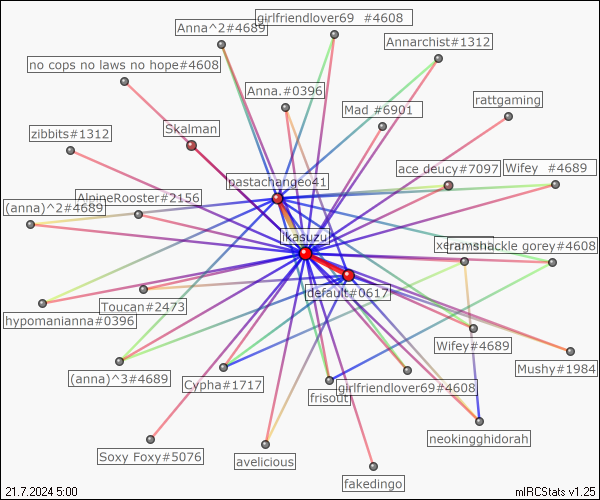 girlfriendlover69 #4608
Anna^2#4689
Annarchist#1312
no cops no laws no hope#4608
Anna.#0396
rattgaming
Mad #6901
Skalman
zibbits#1312
ace deucy#7097
Wifey #4689
pastachangeo41
AlpineRooster#2156
(anna)^2#4689
ikasuzu
ramshackle gorey#4608
default#0617
Toucan#2473
hypomanianna#0396
Wifey#4689
Mushy#1984
(anna)^3#4689
Cypha#1717
girlfriendlover69#4608
frisout
neokingghidorah
Soxy Foxy#5076
avelicious
fakedingo
21.7.2024 5:00
mIRCStats v1.25